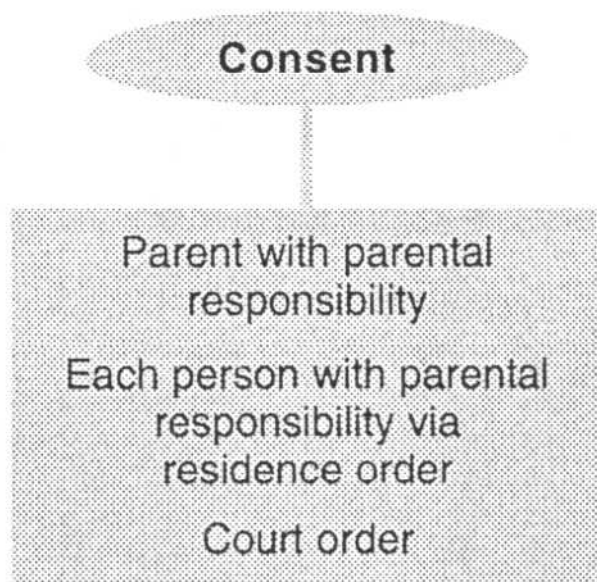 Consent
Parent with parental
responsibility
Each person with parental
responsibility via
residence order
Court order